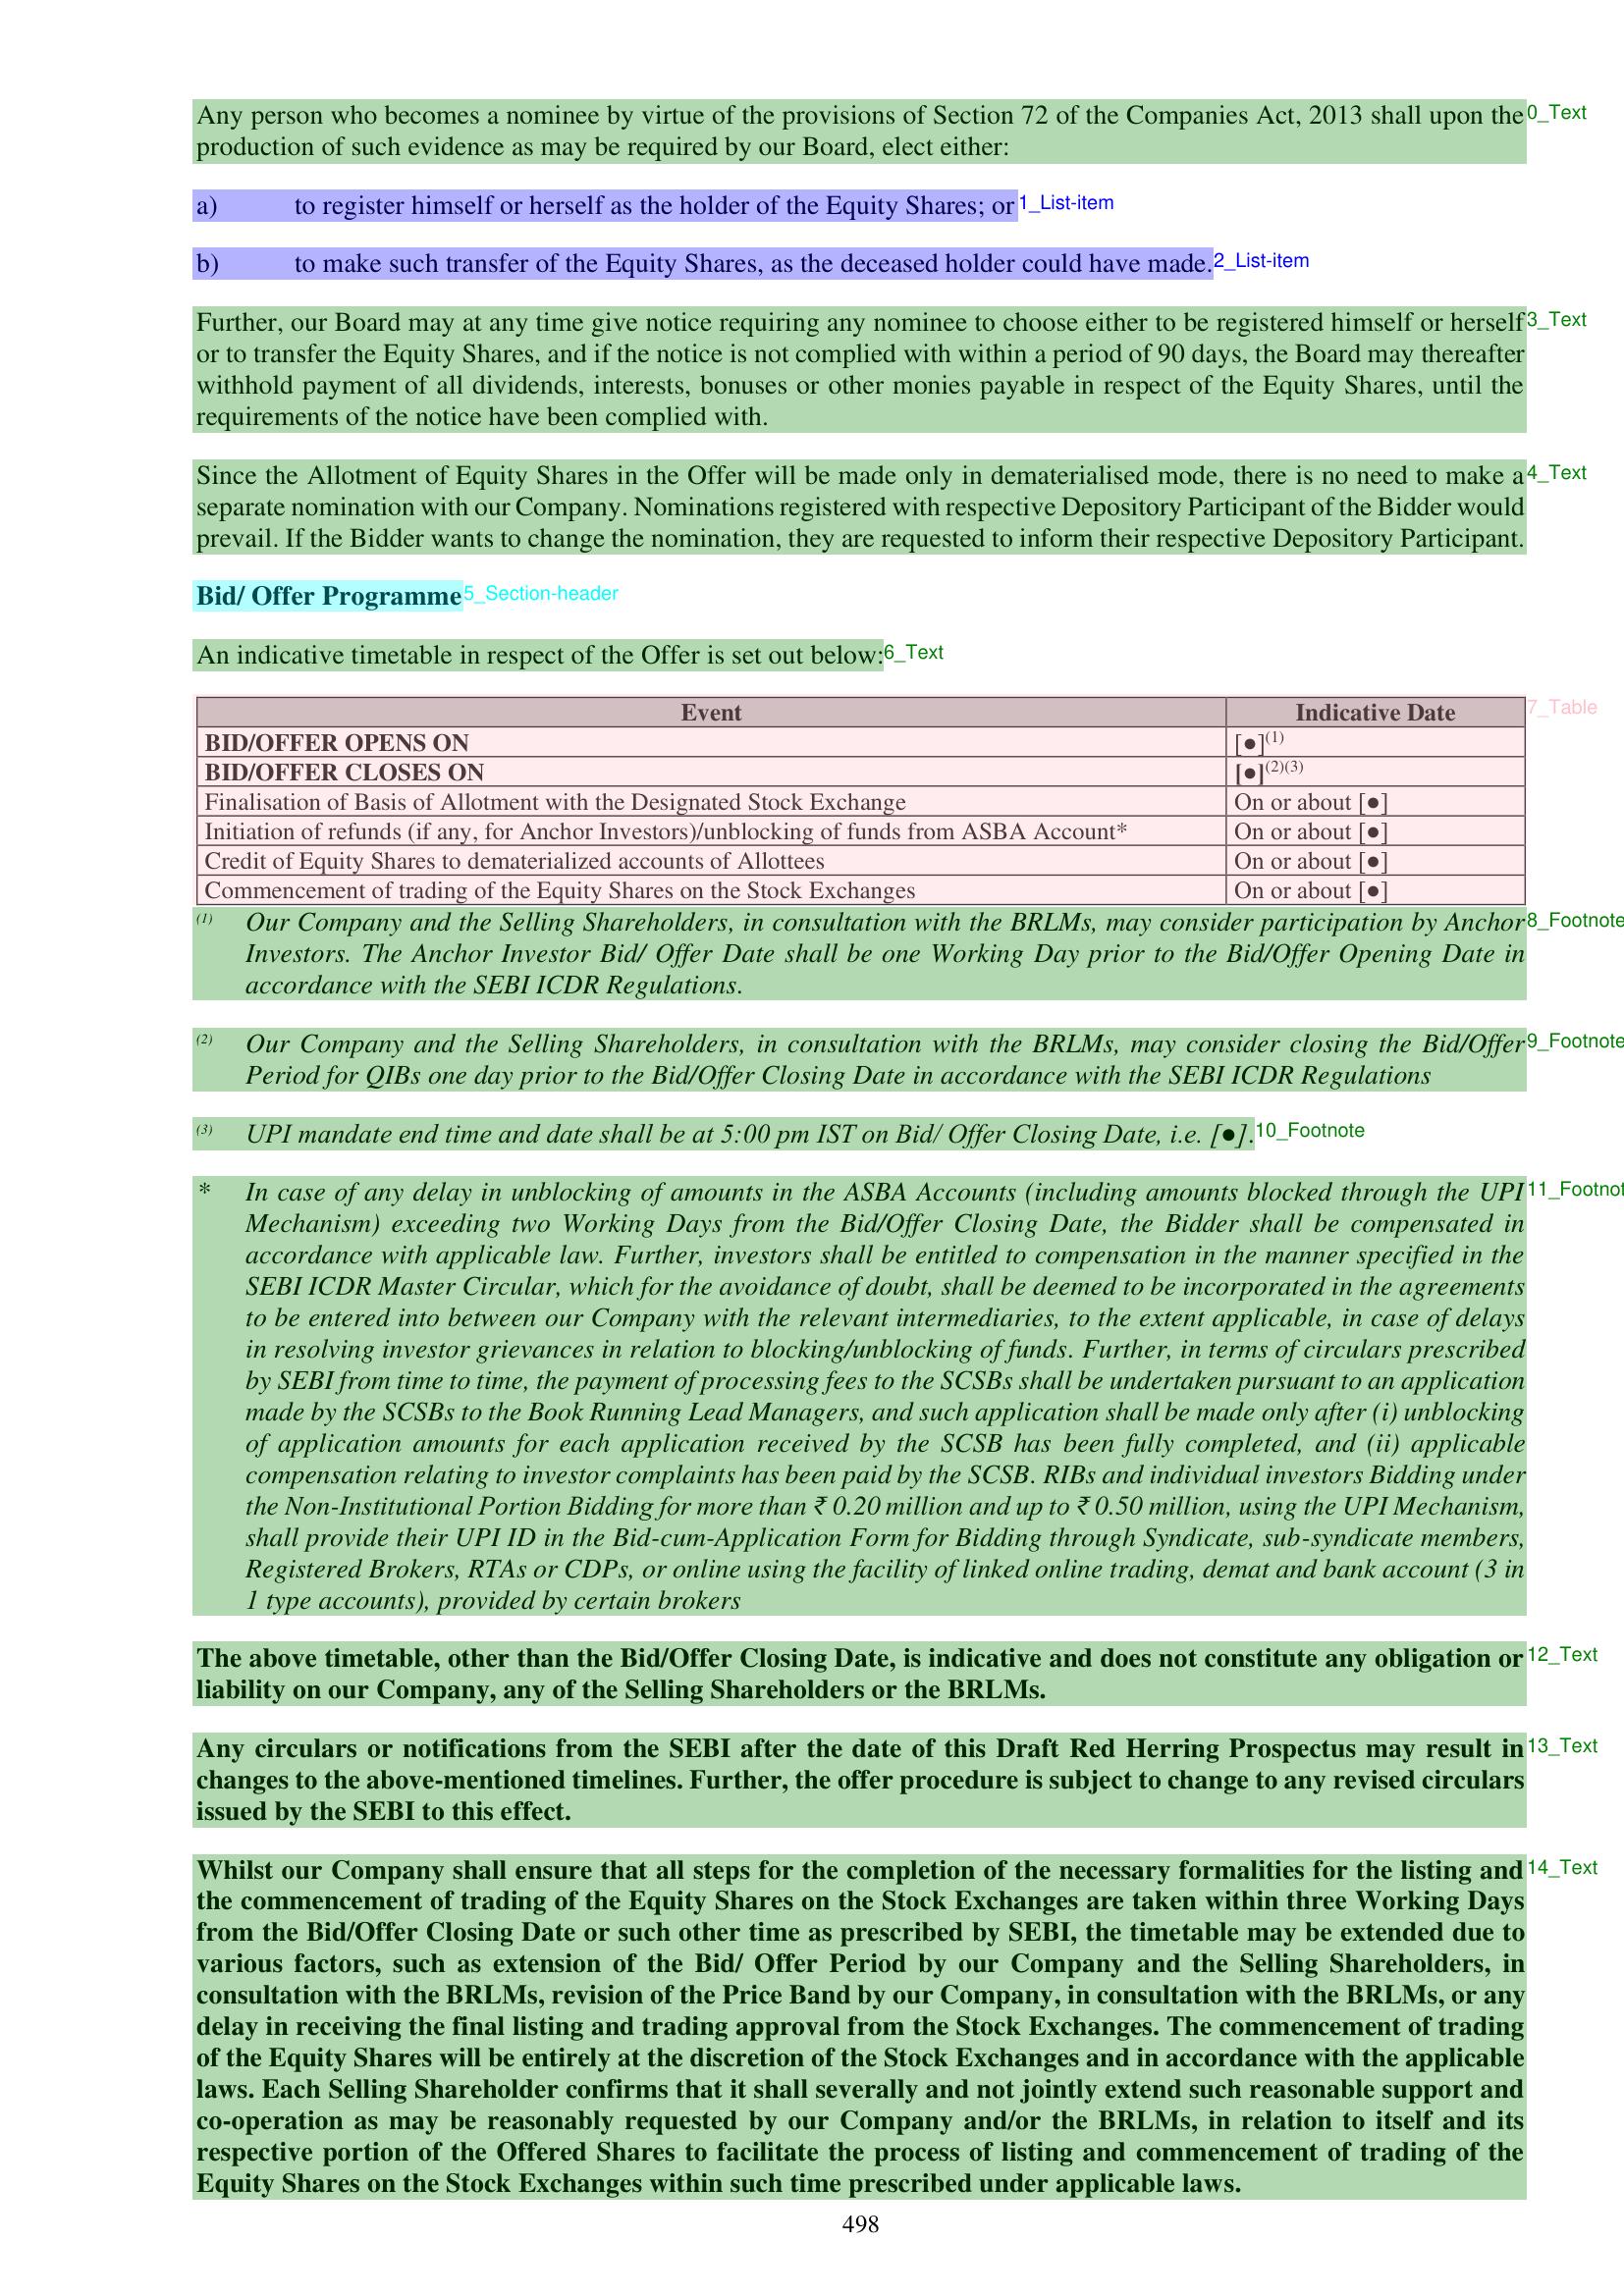 Any person who becomes a nominee by virtue of the provisions of Section 72 of the Companies Act, 2013 shall upon the 0_Text
production of such evidence as may be required by our Board, elect either:
a) to register himself or herself as the holder of the Equity Shares; or 1_List-item
b) to make such transfer of the Equity Shares, as the deceased holder could have made. 2_List-item
Further, our Board may at any time give notice requiring any nominee to choose either to be registered himself or herself 3_Text
or to transfer the Equity Shares, and if the notice is not complied with within a period of 90 days, the Board may thereafter
withhold payment of all dividends, interests, bonuses or other monies payable in respect of the Equity Shares, until the
requirements of the notice have been complied with.
Since the Allotment of Equity Shares in the Offer will be made only in dematerialised mode, there is no need to make a 4_Text
separate nomination with our Company. Nominations registered with respective Depository Participant of the Bidder would
prevail. If the Bidder wants to change the nomination, they are requested to inform their respective Depository Participant.
Bid/ Offer Programme 5_Section-header
An indicative timetable in respect of the Offer is set out below: 6_Text
Event Indicative Date 7_Table
BID/OFFER OPENS ON [●](1)
BID/OFFER CLOSES ON [●](2)(3)
Finalisation of Basis of Allotment with the Designated Stock Exchange On or about [●]
Initiation of refunds (if any, for Anchor Investors)/unblocking of funds from ASBA Account* On or about [●]
Credit of Equity Shares to dematerialized accounts of Allottees On or about [●]
Commencement of trading of the Equity Shares on the Stock Exchanges On or about [●]
(1) Our Company and the Selling Shareholders, in consultation with the BRLMs, may consider participation by Anchor 8_Footnote
Investors. The Anchor Investor Bid/ Offer Date shall be one Working Day prior to the Bid/Offer Opening Date in
accordance with the SEBI ICDR Regulations.
(2) Our Company and the Selling Shareholders, in consultation with the BRLMs, may consider closing the Bid/Offer 9_Footnote
Period for QIBs one day prior to the Bid/Offer Closing Date in accordance with the SEBI ICDR Regulations
(3) UPI mandate end time and date shall be at 5:00 pm IST on Bid/ Offer Closing Date, i.e. [●]. 10_Footnote
* In case of any delay in unblocking of amounts in the ASBA Accounts (including amounts blocked through the UPI 11_Footnot
Mechanism) exceeding two Working Days from the Bid/Offer Closing Date, the Bidder shall be compensated in
accordance with applicable law. Further, investors shall be entitled to compensation in the manner specified in the
SEBI ICDR Master Circular, which for the avoidance of doubt, shall be deemed to be incorporated in the agreements
to be entered into between our Company with the relevant intermediaries, to the extent applicable, in case of delays
in resolving investor grievances in relation to blocking/unblocking of funds. Further, in terms of circulars prescribed
by SEBI from time to time, the payment of processing fees to the SCSBs shall be undertaken pursuant to an application
made by the SCSBs to the Book Running Lead Managers, and such application shall be made only after (i) unblocking
of application amounts for each application received by the SCSB has been fully completed, and (ii) applicable
compensation relating to investor complaints has been paid by the SCSB. RIBs and individual investors Bidding under
the Non-Institutional Portion Bidding for more than ₹ 0.20 million and up to ₹ 0.50 million, using the UPI Mechanism,
shall provide their UPI ID in the Bid-cum-Application Form for Bidding through Syndicate, sub-syndicate members,
Registered Brokers, RTAs or CDPs, or online using the facility of linked online trading, demat and bank account (3 in
1 type accounts), provided by certain brokers
The above timetable, other than the Bid/Offer Closing Date, is indicative and does not constitute any obligation or 12_Text
liability on our Company, any of the Selling Shareholders or the BRLMs.
Any circulars or notifications from the SEBI after the date of this Draft Red Herring Prospectus may result in 13_Text
changes to the above-mentioned timelines. Further, the offer procedure is subject to change to any revised circulars
issued by the SEBI to this effect.
Whilst our Company shall ensure that all steps for the completion of the necessary formalities for the listing and 14_Text
the commencement of trading of the Equity Shares on the Stock Exchanges are taken within three Working Days
from the Bid/Offer Closing Date or such other time as prescribed by SEBI, the timetable may be extended due to
various factors, such as extension of the Bid/ Offer Period by our Company and the Selling Shareholders, in
consultation with the BRLMs, revision of the Price Band by our Company, in consultation with the BRLMs, or any
delay in receiving the final listing and trading approval from the Stock Exchanges. The commencement of trading
of the Equity Shares will be entirely at the discretion of the Stock Exchanges and in accordance with the applicable
laws. Each Selling Shareholder confirms that it shall severally and not jointly extend such reasonable support and
co-operation as may be reasonably requested by our Company and/or the BRLMs, in relation to itself and its
respective portion of the Offered Shares to facilitate the process of listing and commencement of trading of the
Equity Shares on the Stock Exchanges within such time prescribed under applicable laws.
498